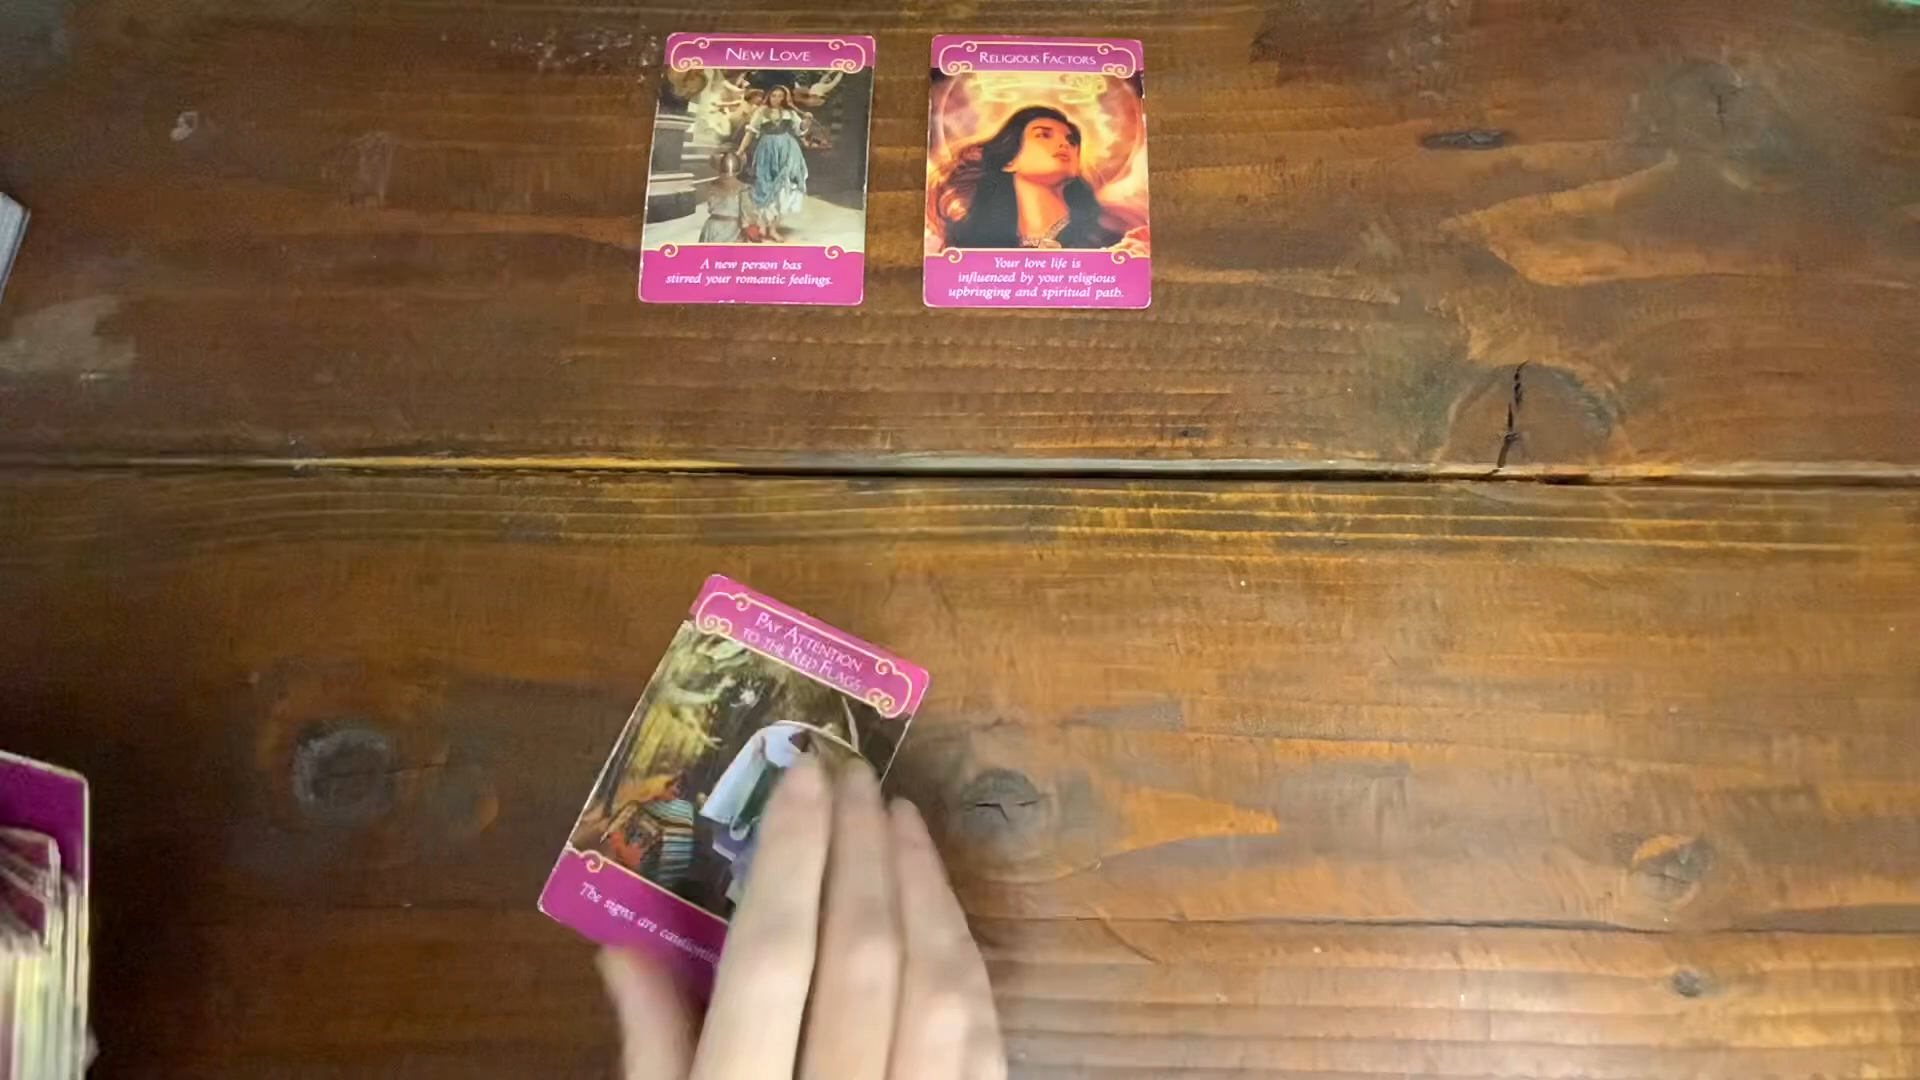 NEW LOVE
A new person has
stirred your romantic feelings.
RELIGIOUS FACTORS
Your love life is
influenced by your religious
upbringing and spiritual path.
PAY ATTENTION
TO THE RED FLAGS
The signs are cautioning